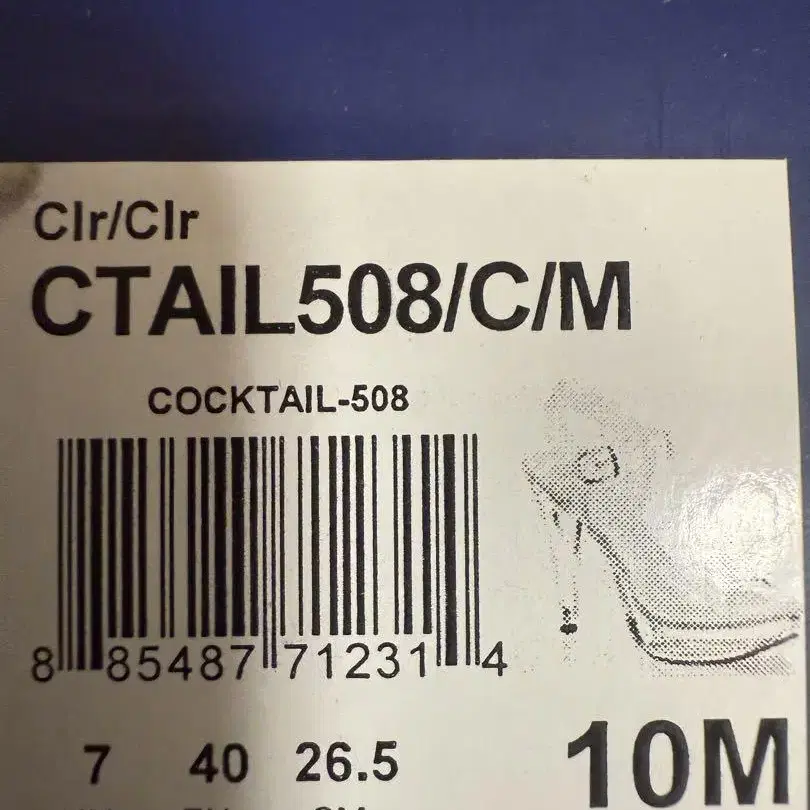 Clr/Clr
CTAIL508/C/M
COCKTAIL-508
8 85487 71231 4
7 40 26.5 10M